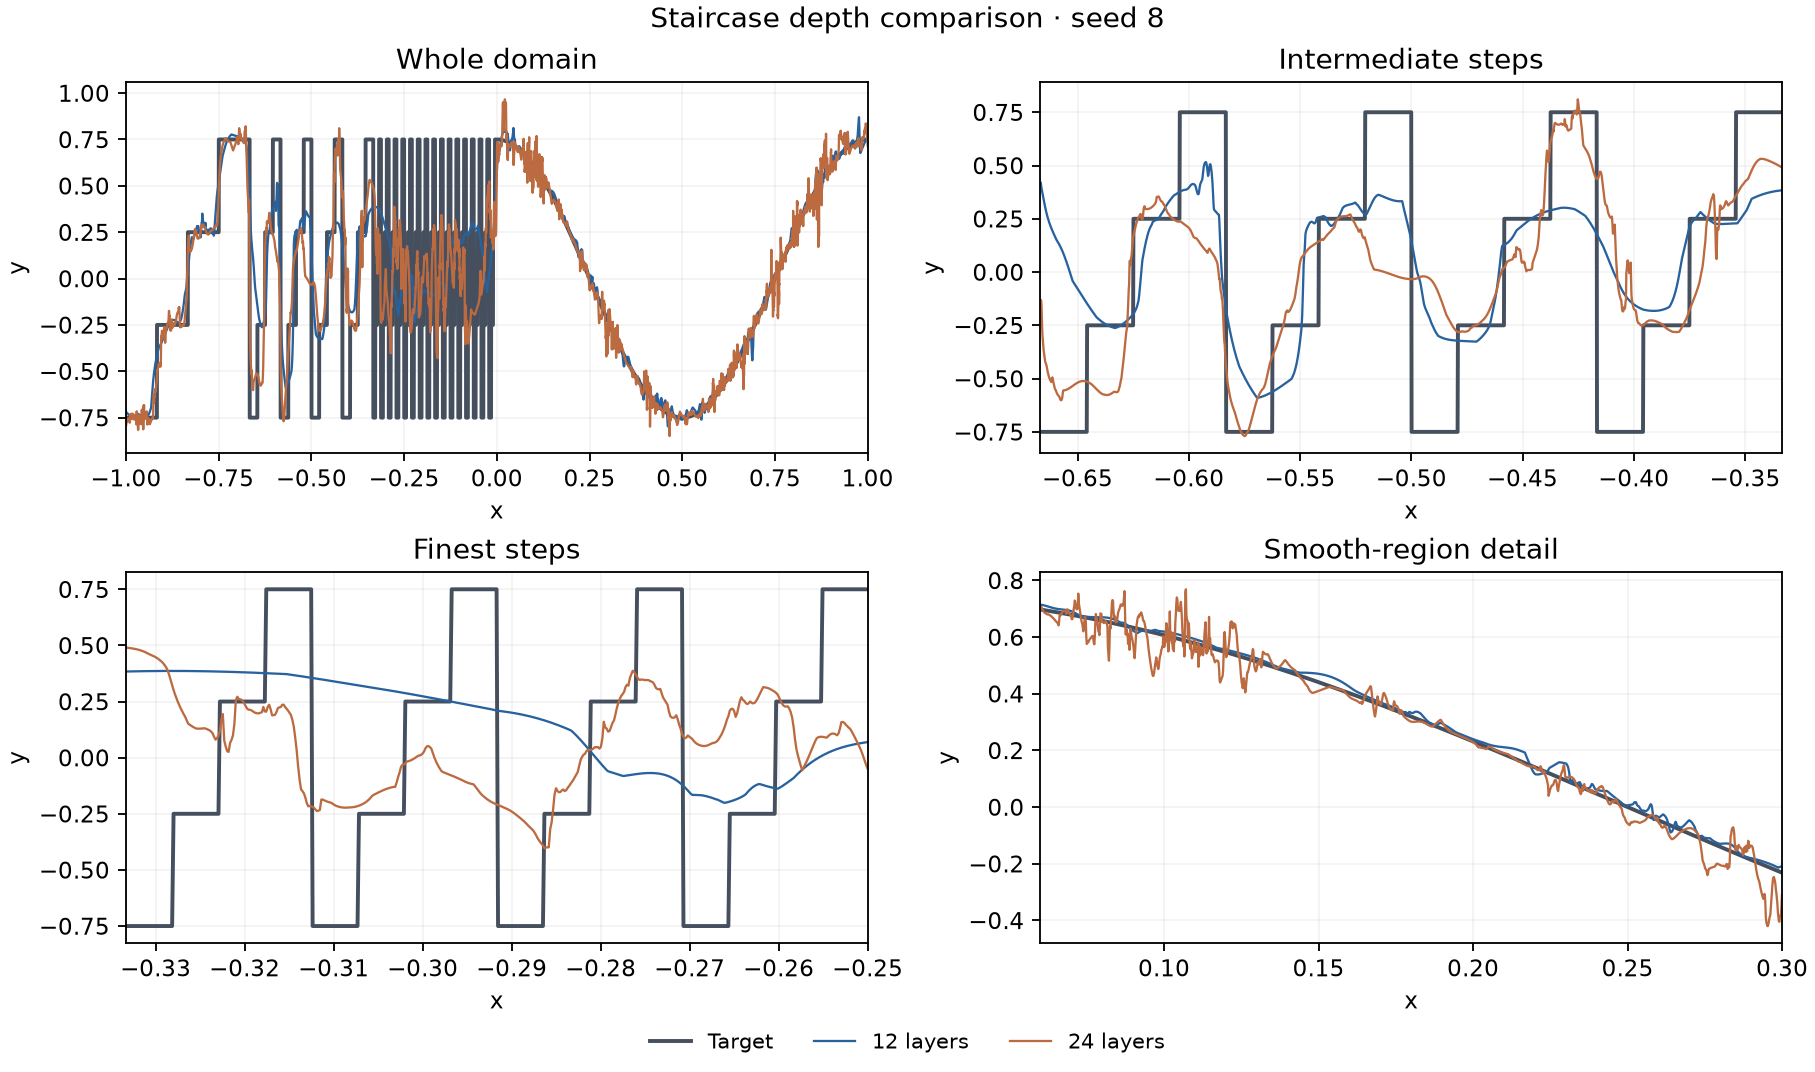 Staircase depth comparison · seed 8
Whole domain
1.00
0.75
0.50
0.25
0.00
−0.25
−0.50
−0.75
y
−1.00 −0.75 −0.50 −0.25 0.00 0.25 0.50 0.75 1.00
x
Intermediate steps
0.75
0.50
0.25
0.00
−0.25
−0.50
−0.75
y
−0.65 −0.60 −0.55 −0.50 −0.45 −0.40 −0.35
x
Finest steps
0.75
0.50
0.25
0.00
−0.25
−0.50
−0.75
y
−0.33 −0.32 −0.31 −0.30 −0.29 −0.28 −0.27 −0.26 −0.25
x
Smooth-region detail
0.8
0.6
0.4
0.2
0.0
−0.2
−0.4
y
0.10 0.15 0.20 0.25 0.30
x
Target 12 layers 24 layers